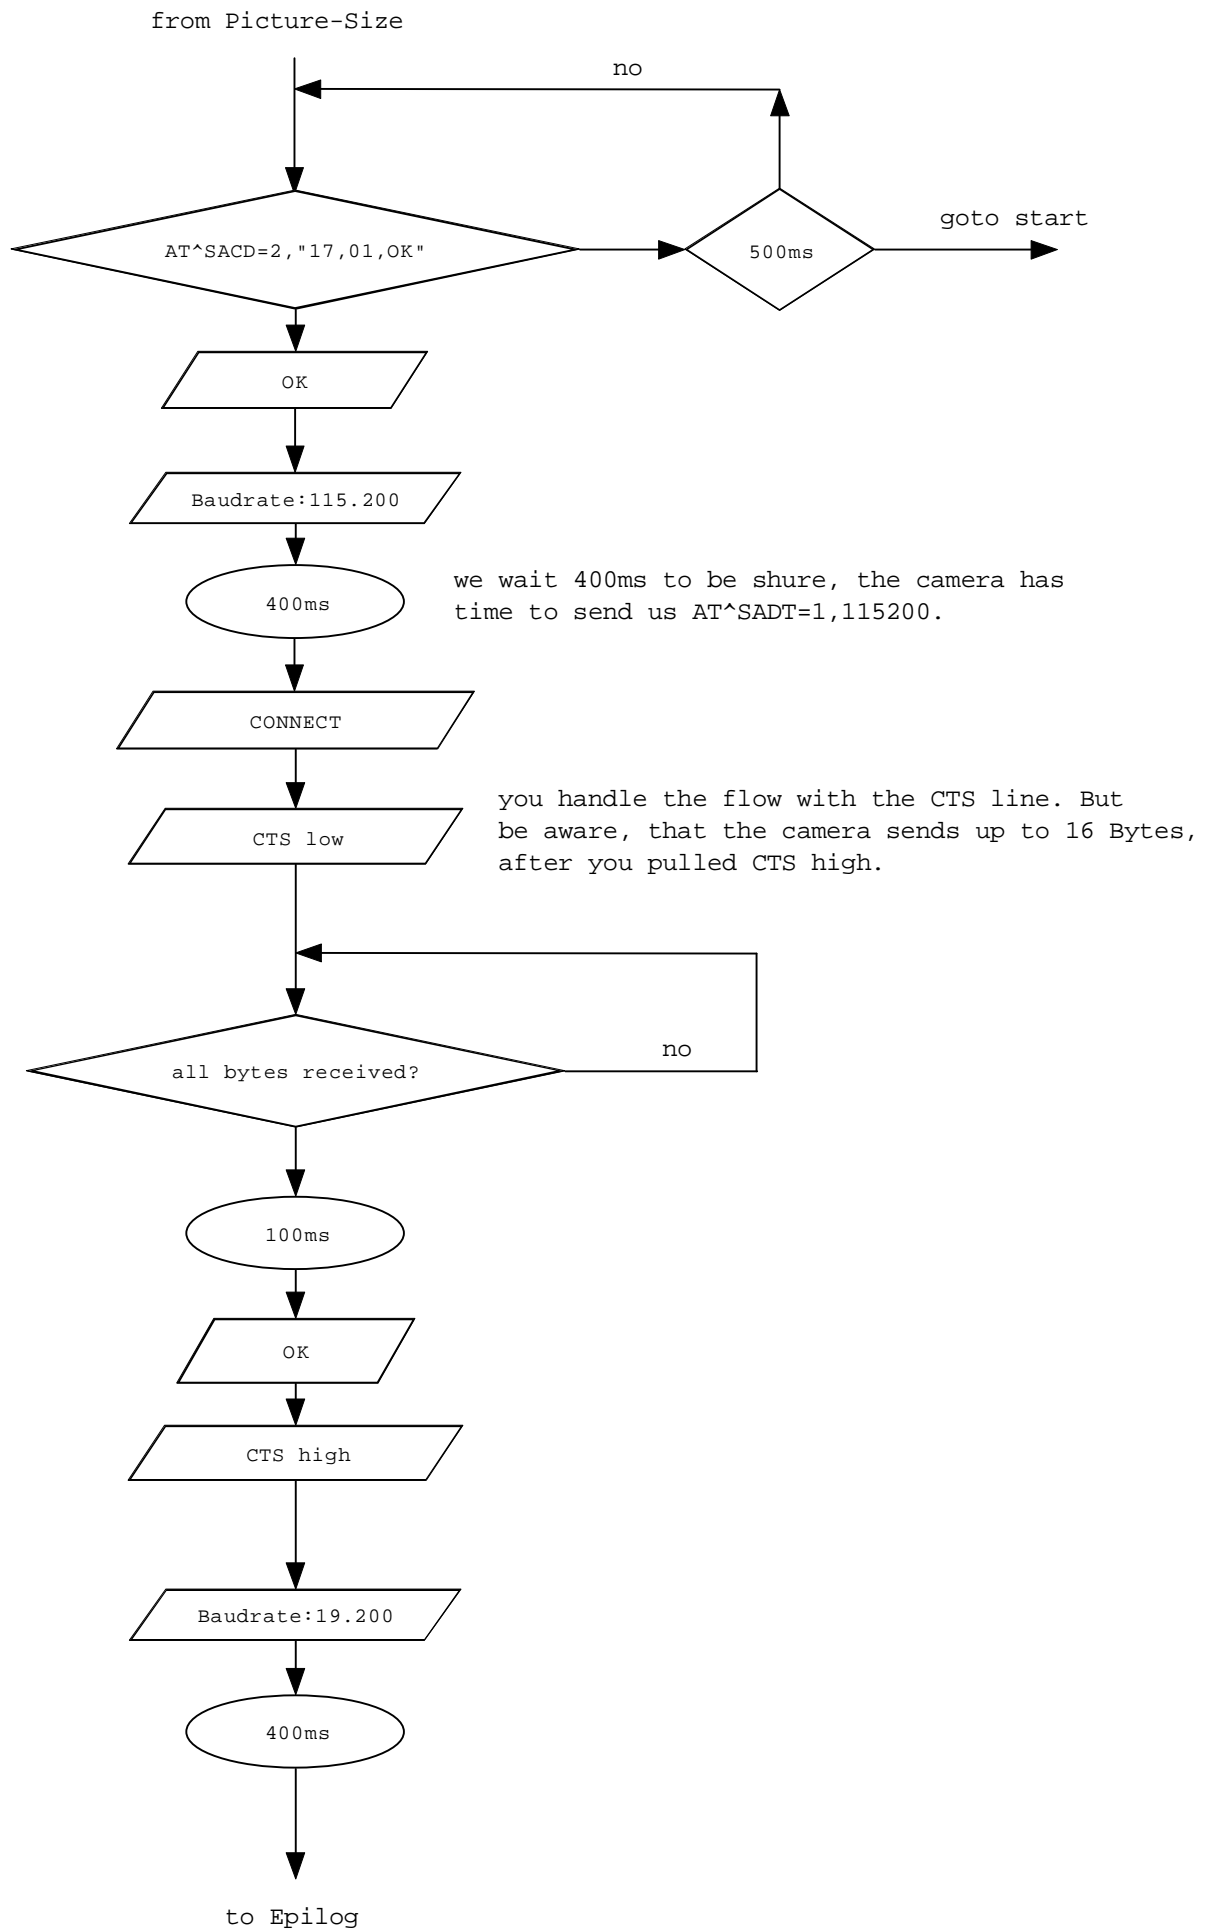 from Picture-Size
no
goto start
AT^SACD=2,"17,01,OK"
500ms
OK
Baudrate:115.200
we wait 400ms to be shure, the camera has
time to send us AT^SADT=1,115200.
400ms
CONNECT
you handle the flow with the CTS line. But
be aware, that the camera sends up to 16 Bytes,
after you pulled CTS high.
CTS low
no
all bytes received?
100ms
OK
CTS high
Baudrate:19.200
400ms
to Epilog